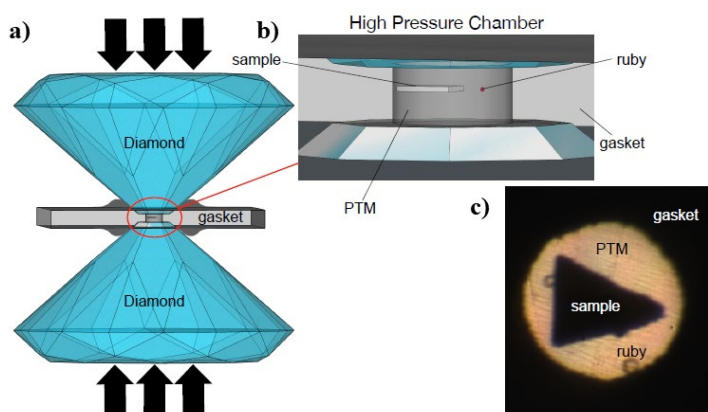 a)
Diamond
gasket
Diamond
b)
High Pressure Chamber
sample
ruby
gasket
PTM
c)
gasket
PTM
sample
ruby